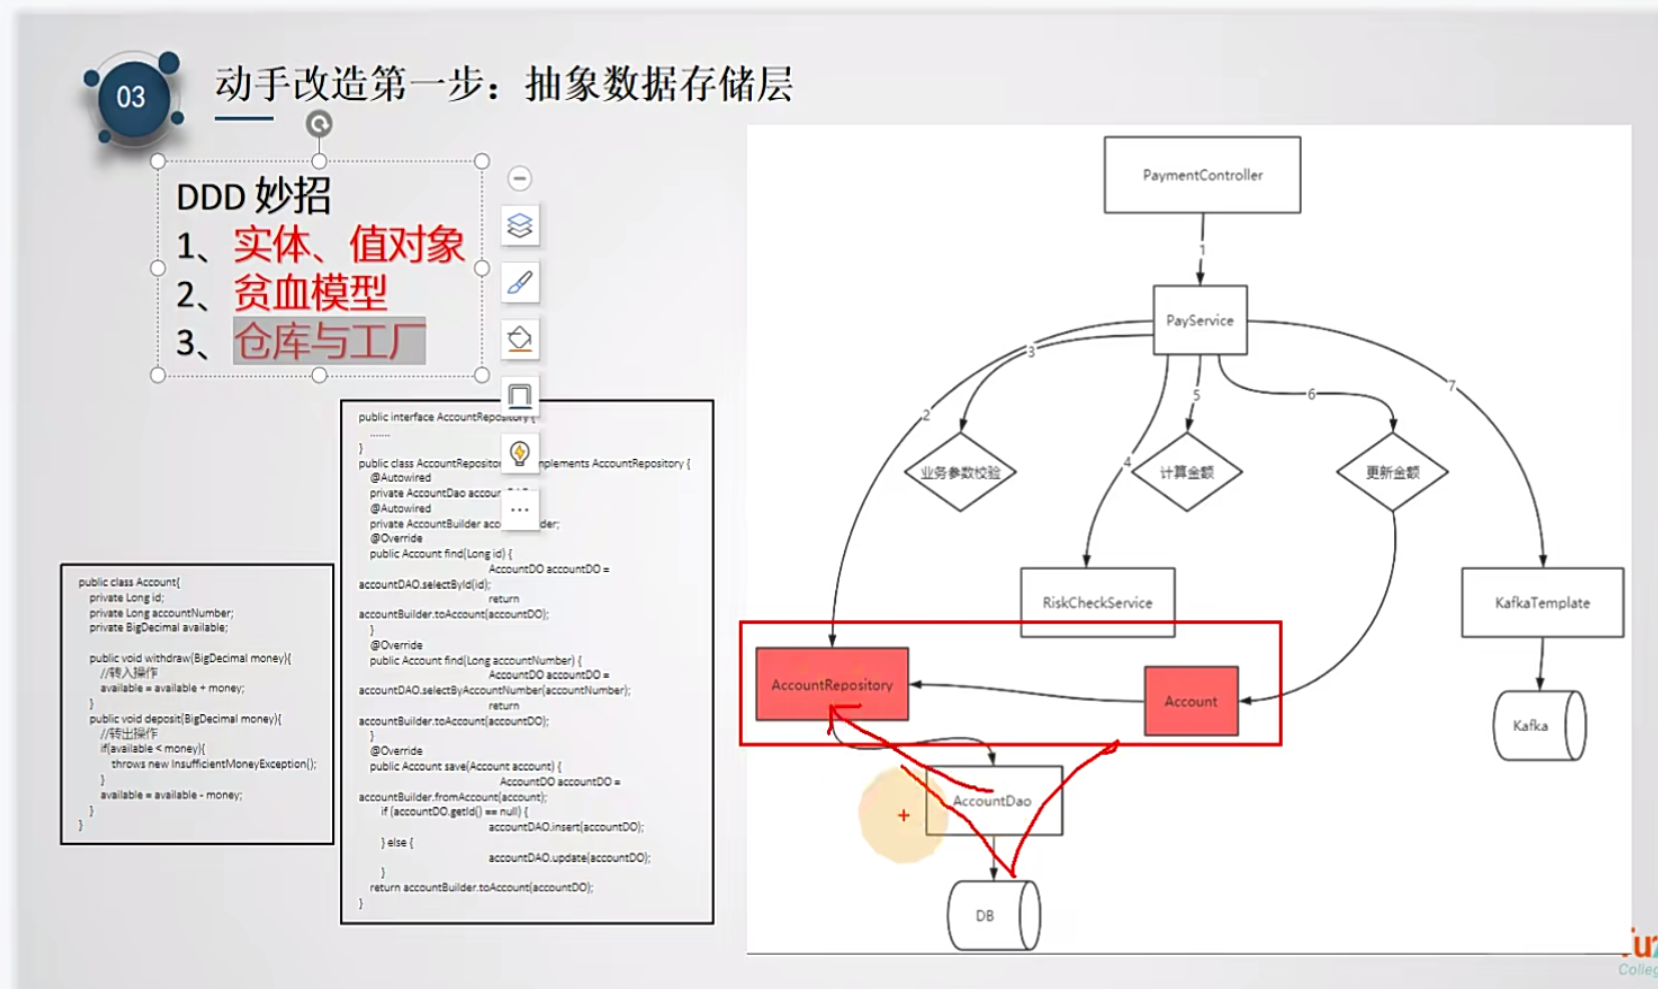 03
动手改造第一步：抽象数据存储层
DDD 妙招
1、实体、值对象
2、贫血模型
3、仓库与工厂
public class Account{
private Long id;
private Long accountNumber;
private BigDecimal available;
public void withdraw(BigDecimal money){
//转入操作
available = available + money;
}
public void deposit(BigDecimal money){
//转出操作
if(available < money){
throws new InsufficientMoneyException();
}
available = available - money;
}
}
public interface AccountRepository {
......
}
public class implements AccountRepository {
@Autowired
private AccountDao
@Autowired
private AccountBuilder
@Override
public Account find(Long id) {
AccountDO accountDO =
accountDAO.selectById(id);
return
accountBuilder.toAccount(accountDO);
}
@Override
public Account find(Long accountNumber) {
AccountDO accountDO =
accountDAO.selectByAccountNumber(accountNumber);
return
accountBuilder.toAccount(accountDO);
}
@Override
public Account save(Account account) {
AccountDO accountDO =
accountBuilder.fromAccount(account);
if (accountDO.getId() == null) {
accountDAO.insert(accountDO);
} else {
accountDAO.update(accountDO);
}
return accountBuilder.toAccount(accountDO);
}
PaymentController
1
PayService
2
3
4
5
6
7
业务参数校验
计算金额
更新金额
RiskCheckService
KafkaTemplate
AccountRepository
Account
Kafka
AccountDao
DB